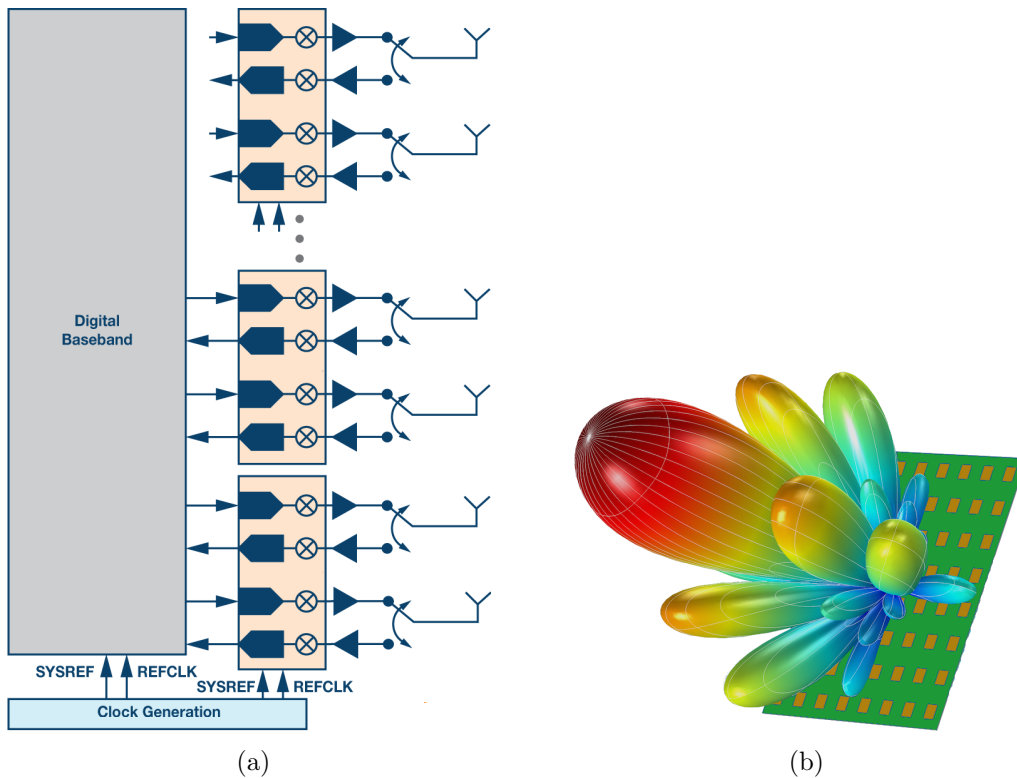 Digital
Baseband
SYSREF
REFCLK
SYSREF
REFCLK
Clock Generation
(a)
(b)